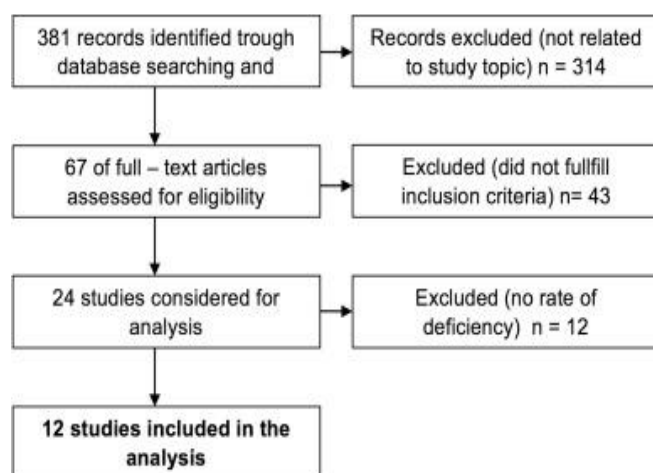 381 records identified trough
database searching and
Records excluded (not related
to study topic) n = 314
67 of full – text articles
assessed for eligibility
Excluded (did not fullfill
inclusion criteria) n= 43
24 studies considered for
analysis
Excluded (no rate of
deficiency) n = 12
12 studies included in the
analysis